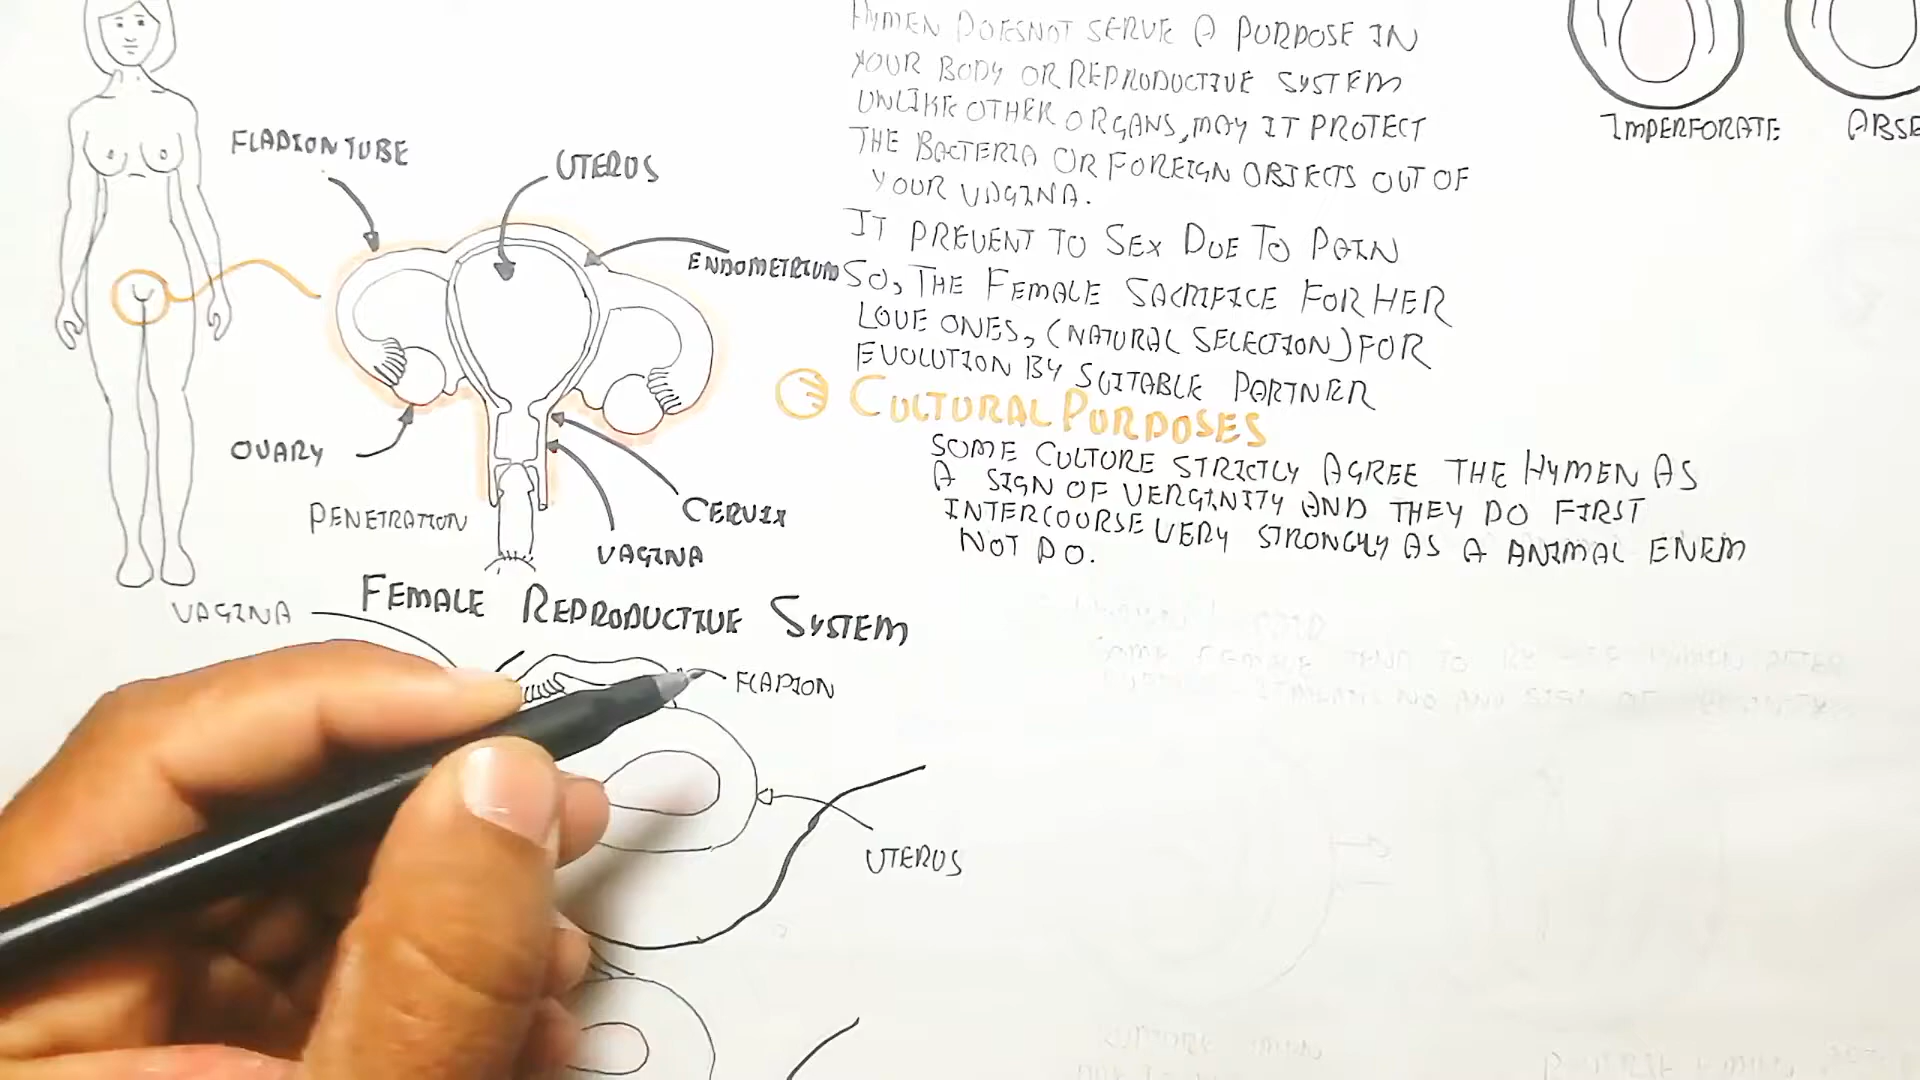 HYMEN DOESNOT SERVE A PURPOSE IN
YOUR BODY OR REPRODUCTIVE SYSTEM
UNLIKE OTHER ORGANS, MAY IT PROTECT
THE BACTERIA OR FOREIGN OBJECTS OUT OF
YOUR VAGINA.
IT PREVENT TO SEX DUE TO PAIN
SO, THE FEMALE SACRIFICE FOR HER
LOVE ONES, (NATURAL SELECTION) FOR
EVOLUTION BY SUITABLE PARTNER
CULTURAL PURPOSES
SOME CULTURE STRICTLY AGREE THE HYMEN AS
A SIGN OF VERGINITY AND THEY DO FIRST
INTERCOURSE VERY STRONGLY AS A ANIMAL ENEM
NOT DO.
IMPERFORATE
ABSE
FLAPION TUBE
UTERUS
ENDOMETRIUM
OVARY
PENETRATION
CERVIX
VAGINA
FEMALE REPRODUCTIVE SYSTEM
VAGINA
FLAPION
UTERUS